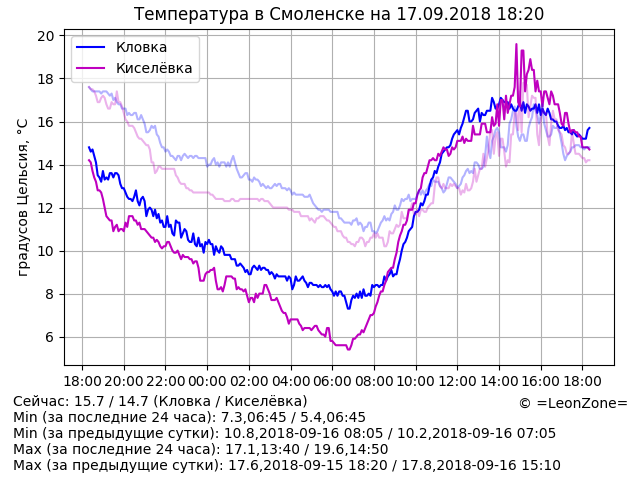 Температура в Смоленске на 17.09.2018 18:20
20
18
16
14
12
10
8
6
градусов Цельсия, °C
Кловка
Киселёвка
18:00 20:00 22:00 00:00 02:00 04:00 06:00 08:00 10:00 12:00 14:00 16:00 18:00
Сейчас: 15.7 / 14.7 (Кловка / Киселёвка)
© =LeonZone=
Min (за последние 24 часа): 7.3,06:45 / 5.4,06:45
Min (за предыдущие сутки): 10.8,2018-09-16 08:05 / 10.2,2018-09-16 07:05
Max (за последние 24 часа): 17.1,13:40 / 19.6,14:50
Max (за предыдущие сутки): 17.6,2018-09-15 18:20 / 17.8,2018-09-16 15:10